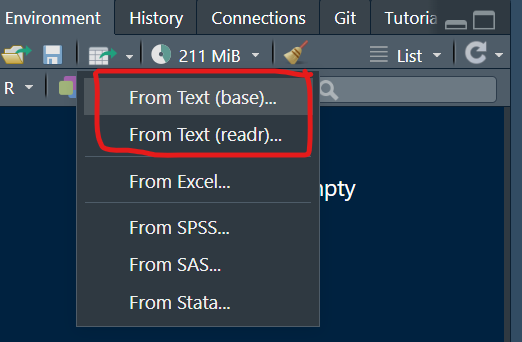 Environment History Connections Git Tutoria
211 MiB List
R
From Text (base)...
From Text (readr)...
From Excel...
From SPSS...
From SAS...
From Stata...